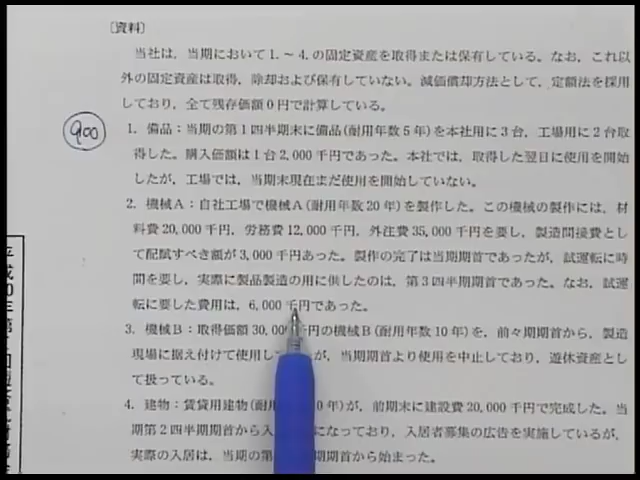 〔資料〕
当社は，当期において1.～4.の固定資産を取得または保有している。なお，これ以
外の固定資産は取得，除却および保有していない。減価償却方法として，定額法を採用
しており，全て残存価額0円で計算している。
900
1. 備品：当期の第1四半期末に備品(耐用年数5年)を本社用に3台，工場用に2台取
得した。購入価額は1台2,000千円であった。本社では，取得した翌日に使用を開始
したが，工場では，当期末現在まだ使用を開始していない。
2. 機械A：自社工場で機械A(耐用年数20年)を製作した。この機械の製作には，材
料費20,000千円，労務費12,000千円，外注費35,000千円を要し，製造間接費とし
て配賦すべき額が3,000千円あった。製作の完了は当期期首であったが，試運転に時
間を要し，実際に製品製造の用に供したのは，第3四半期期首であった。なお，試運
転に要した費用は，6,000千円であった。
3. 機械B：取得価額30,00 千円の機械B(耐用年数10年)を，前々期期首から，製造
現場に据え付けて使用して が，当期期首より使用を中止しており，遊休資産とし
て扱っている。
4. 建物：賃貸用建物(耐 0年)が，前期末に建設費20,000千円で完成した。当
期第2四半期期首から入 になっており，入居者募集の広告を実施しているが，
実際の入居は，当期の第 期期首から始まった。
平成